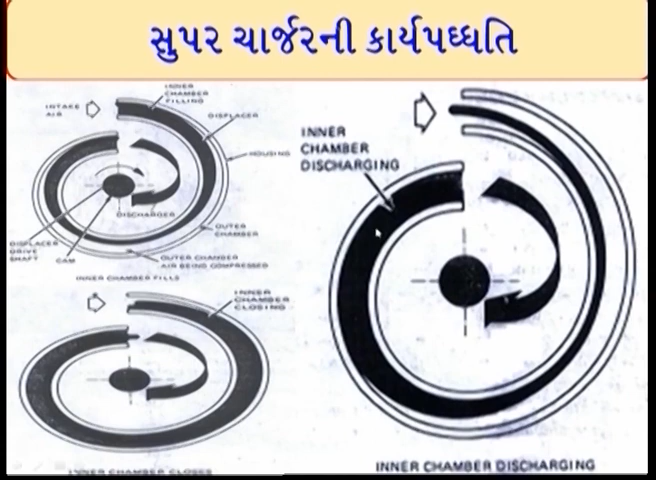 સુપર ચાર્જરની કાર્યપધ્ધતિ
INNER
CHAMBER
FILLING
INTAKE
AIR
DISPLACER
HOUSING
DISCHARGER
OUTER
CHAMBER
DISPLACER
DRIVE
SHAFT
CAM
OUTER CHAMBER
AIR BEING COMPRESSED
INNER CHAMBER FILLS
INNER
CHAMBER
CLOSING
INNER CHAMBER CLOSES
INNER
CHAMBER
DISCHARGING
INNER CHAMBER DISCHARGING